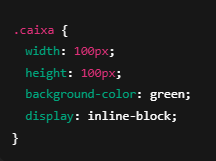 .caixa {
  width: 100px;
  height: 100px;
  background-color: green;
  display: inline-block;
}